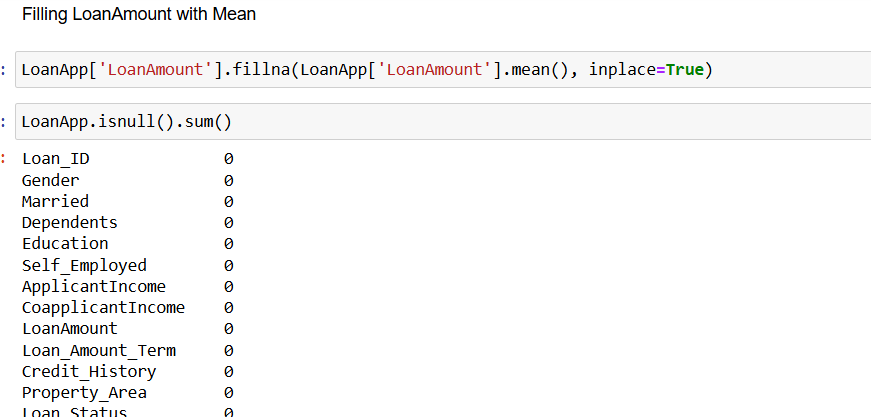 Filling LoanAmount with Mean
: LoanApp['LoanAmount'].fillna(LoanApp['LoanAmount'].mean(), inplace=True)
: LoanApp.isnull().sum()
: Loan_ID 0
Gender 0
Married 0
Dependents 0
Education 0
Self_Employed 0
ApplicantIncome 0
CoapplicantIncome 0
LoanAmount 0
Loan_Amount_Term 0
Credit_History 0
Property_Area 0
Loan_Status 0